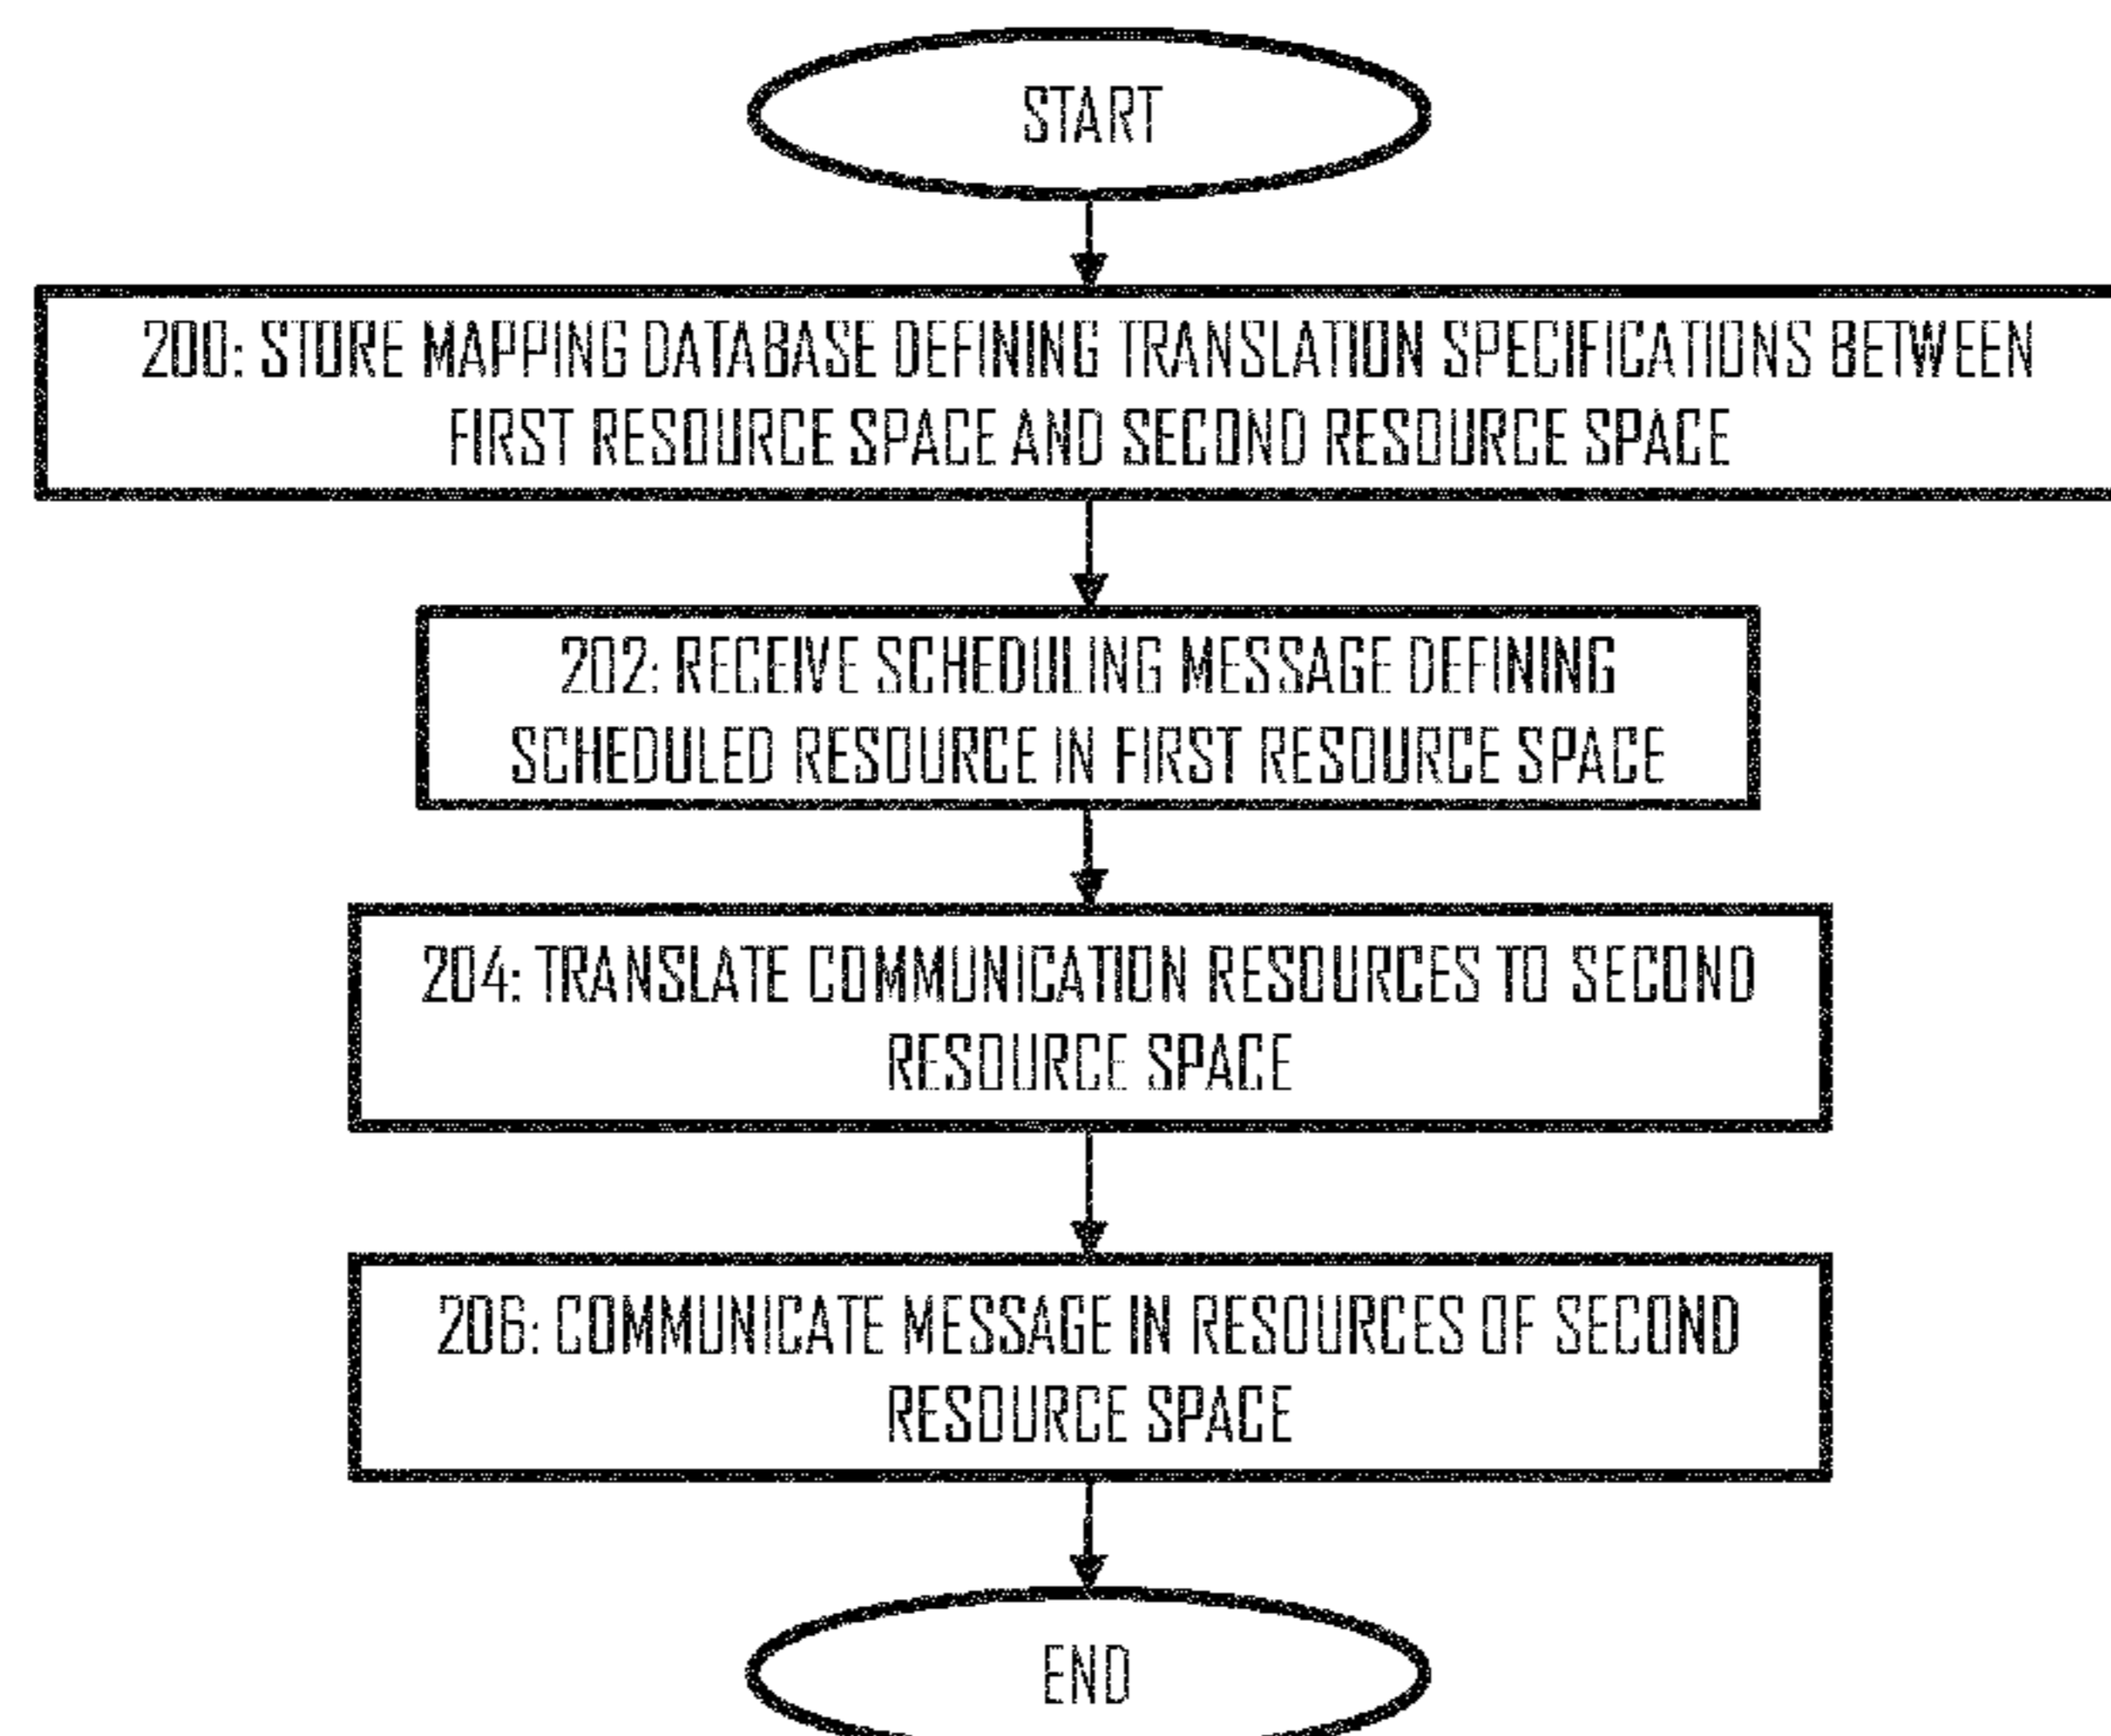 START
200: STORE MAPPING DATABASE DEFINING TRANSLATION SPECIFICATIONS BETWEEN
FIRST RESOURCE SPACE AND SECOND RESOURCE SPACE
202: RECEIVE SCHEDULING MESSAGE DEFINING
SCHEDULED RESOURCE IN FIRST RESOURCE SPACE
204: TRANSLATE COMMUNICATION RESOURCES TO SECOND
RESOURCE SPACE
206: COMMUNICATE MESSAGE IN RESOURCES OF SECOND
RESOURCE SPACE
END